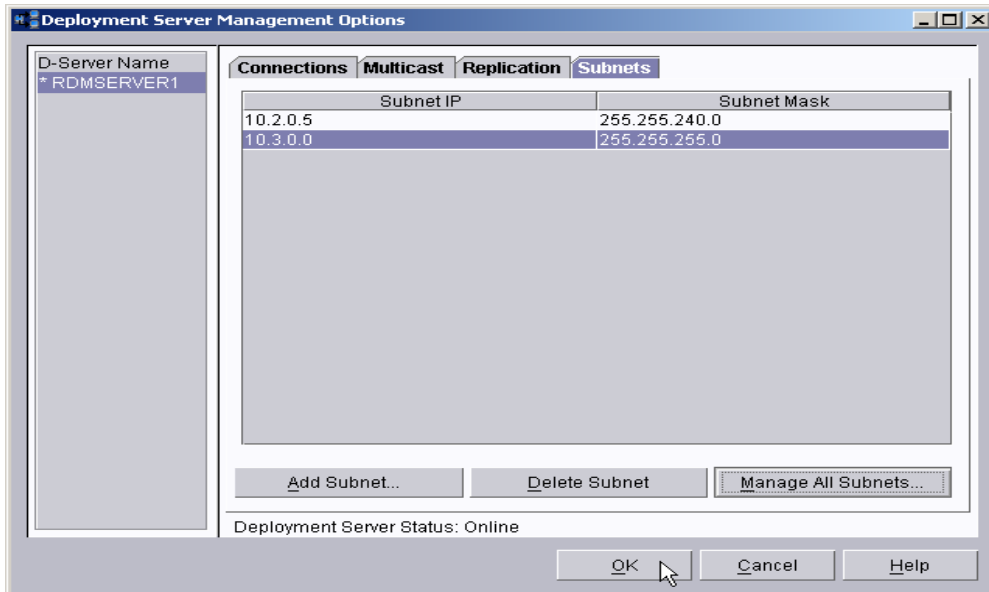 Deployment Server Management Options
D-Server Name
* RDMSERVER1
Connections Multicast Replication Subnets
Subnet IP Subnet Mask
10.2.0.5 255.255.240.0
10.3.0.0 255.255.255.0
Add Subnet... Delete Subnet Manage All Subnets...
Deployment Server Status: Online
OK Cancel Help